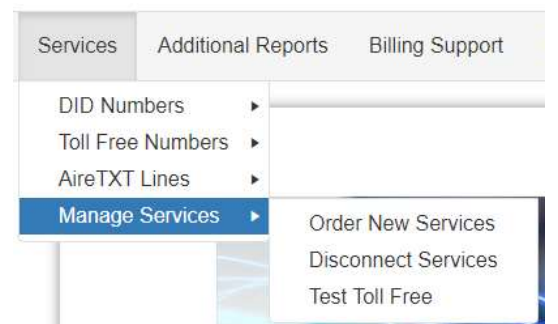 Services Additional Reports Billing Support
DID Numbers
Toll Free Numbers
AireTXT Lines
Manage Services
Order New Services
Disconnect Services
Test Toll Free